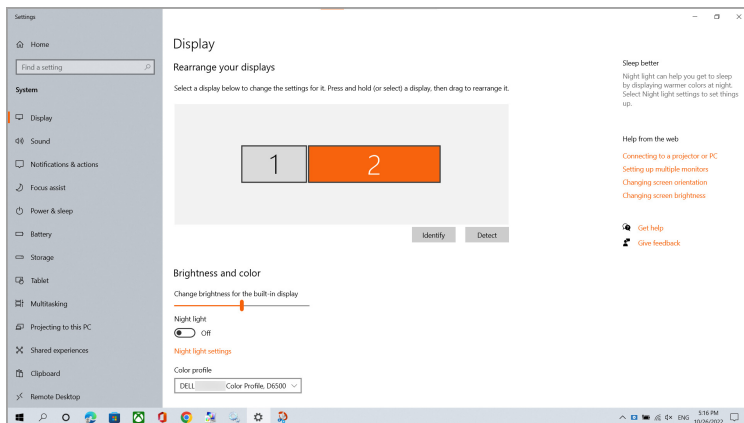 Settings
Home
Find a setting
System
Display
Sound
Notifications & actions
Focus assist
Power & sleep
Battery
Storage
Tablet
Multitasking
Projecting to this PC
Shared experiences
Clipboard
Remote Desktop
Display
Rearrange your displays
Select a display below to change the settings for it. Press and hold (or select) a display, then drag to rearrange it.
1 2
Identify Detect
Brightness and color
Change brightness for the built-in display
Night light
Off
Night light settings
Color profile
DELL Color Profile, D6500
Sleep better
Night light can help you get to sleep
by displaying warmer colors at night.
Select Night light settings to set things
up.
Help from the web
Connecting to a projector or PC
Setting up multiple monitors
Changing screen orientation
Changing screen brightness
Get help
Give feedback
ENG
5:16 PM
10/26/2022